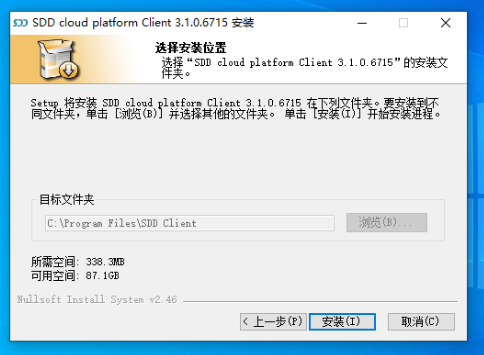 SDD cloud platform Client 3.1.0.6715 安装
选择安装位置
选择“SDD cloud platform Client 3.1.0.6715”的安装文
件夹。
Setup 将安装 SDD cloud platform Client 3.1.0.6715 在下列文件夹。要安装到不
同文件夹，单击 [浏览(B)] 并选择其他的文件夹。 单击 [安装(I)] 开始安装进程。
目标文件夹
C:\Program Files\SDD Client
浏览(B)...
所需空间: 338.3MB
可用空间: 87.1GB
Nullsoft Install System v2.46
< 上一步(P)
安装(I)
取消(C)